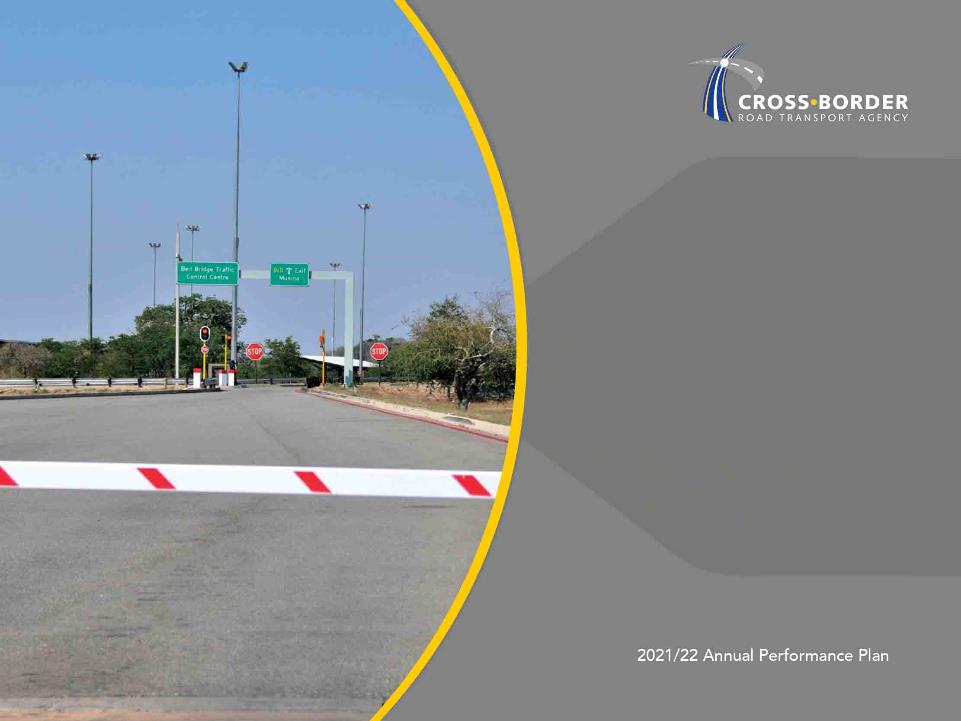 CROSS•BORDER
ROAD TRANSPORT AGENCY
Beit Bridge Traffic
Control Centre
Exit
Musina
STOP
STOP
2021/22 Annual Performance Plan